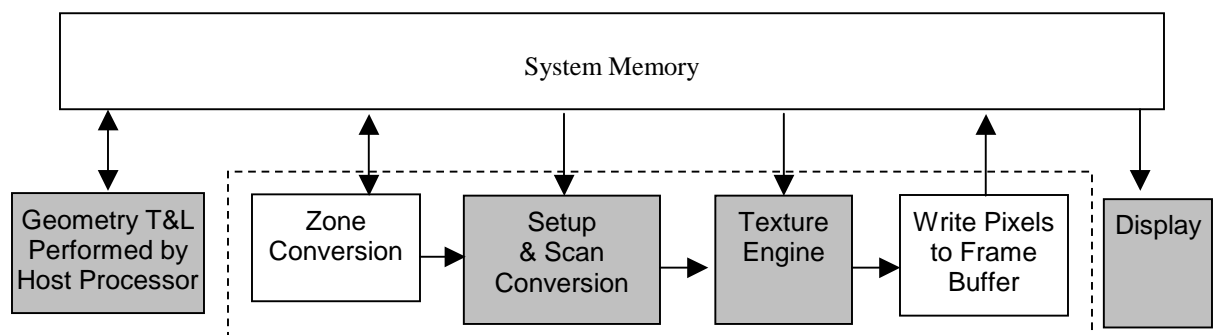 System Memory
Geometry T&L
Performed by
Host Processor
Zone
Conversion
Setup
& Scan
Conversion
Texture
Engine
Write Pixels
to Frame
Buffer
Display